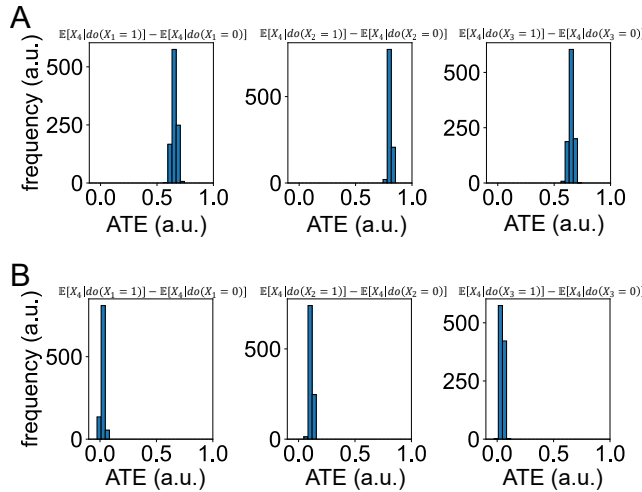 A
𝔼[X₄|do(X₁ = 1)] − 𝔼[X₄|do(X₁ = 0)] 𝔼[X₄|do(X₂ = 1)] − 𝔼[X₄|do(X₂ = 0)] 𝔼[X₄|do(X₃ = 1)] − 𝔼[X₄|do(X₃ = 0)]
frequency (a.u.)
500
250
0
500
0
500
250
0
0.0 0.5 1.0 0.0 0.5 1.0 0.0 0.5 1.0
ATE (a.u.) ATE (a.u.) ATE (a.u.)
B
𝔼[X₄|do(X₁ = 1)] − 𝔼[X₄|do(X₁ = 0)] 𝔼[X₄|do(X₂ = 1)] − 𝔼[X₄|do(X₂ = 0)] 𝔼[X₄|do(X₃ = 1)] − 𝔼[X₄|do(X₃ = 0)]
frequency (a.u.)
500
0
500
0
500
250
0
0.0 0.5 1.0 0.0 0.5 1.0 0.0 0.5 1.0
ATE (a.u.) ATE (a.u.) ATE (a.u.)